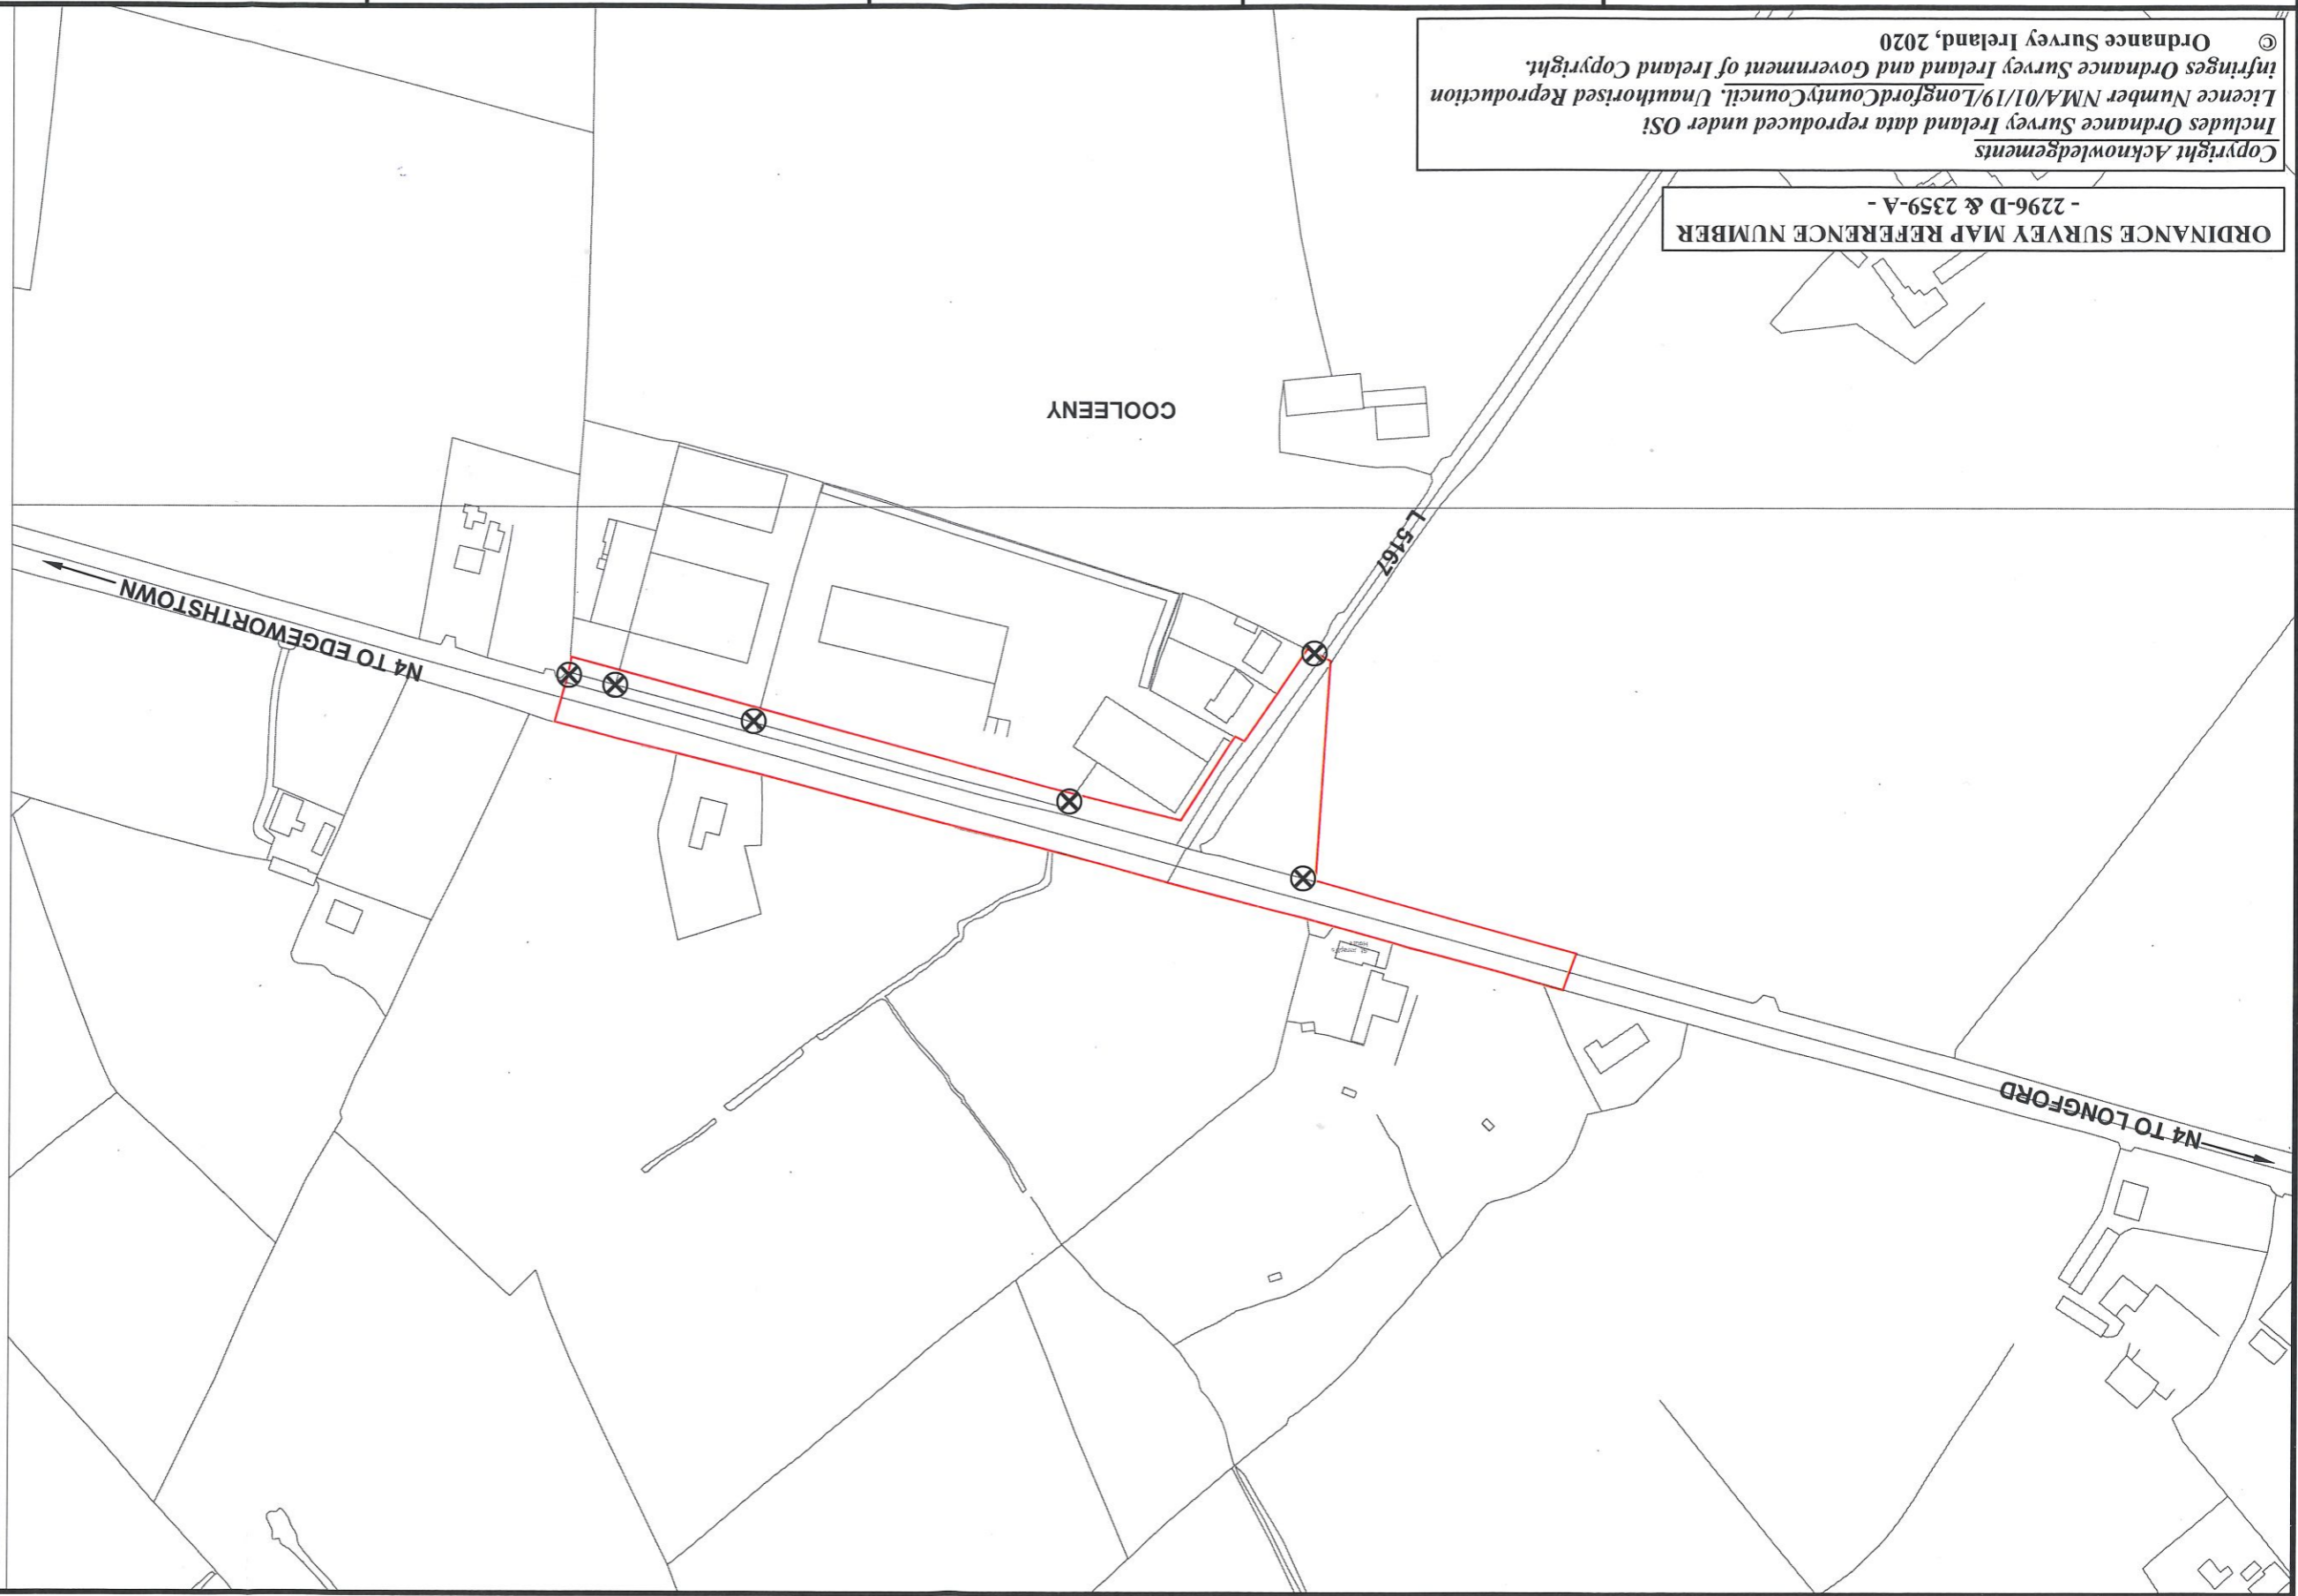 N4 TO LONGFORD
N4 TO EDGEWORTHSTOWN
L 5167
COOLEENY
ORDINANCE SURVEY MAP REFERENCE NUMBER
- 2296-D & 2359-A -
Copyright Acknowledgements
Includes Ordnance Survey Ireland data reproduced under OSi
Licence Number NMA/01/19/LongfordCountyCouncil. Unauthorised Reproduction
infringes Ordnance Survey Ireland and Government of Ireland Copyright.
© Ordnance Survey Ireland, 2020